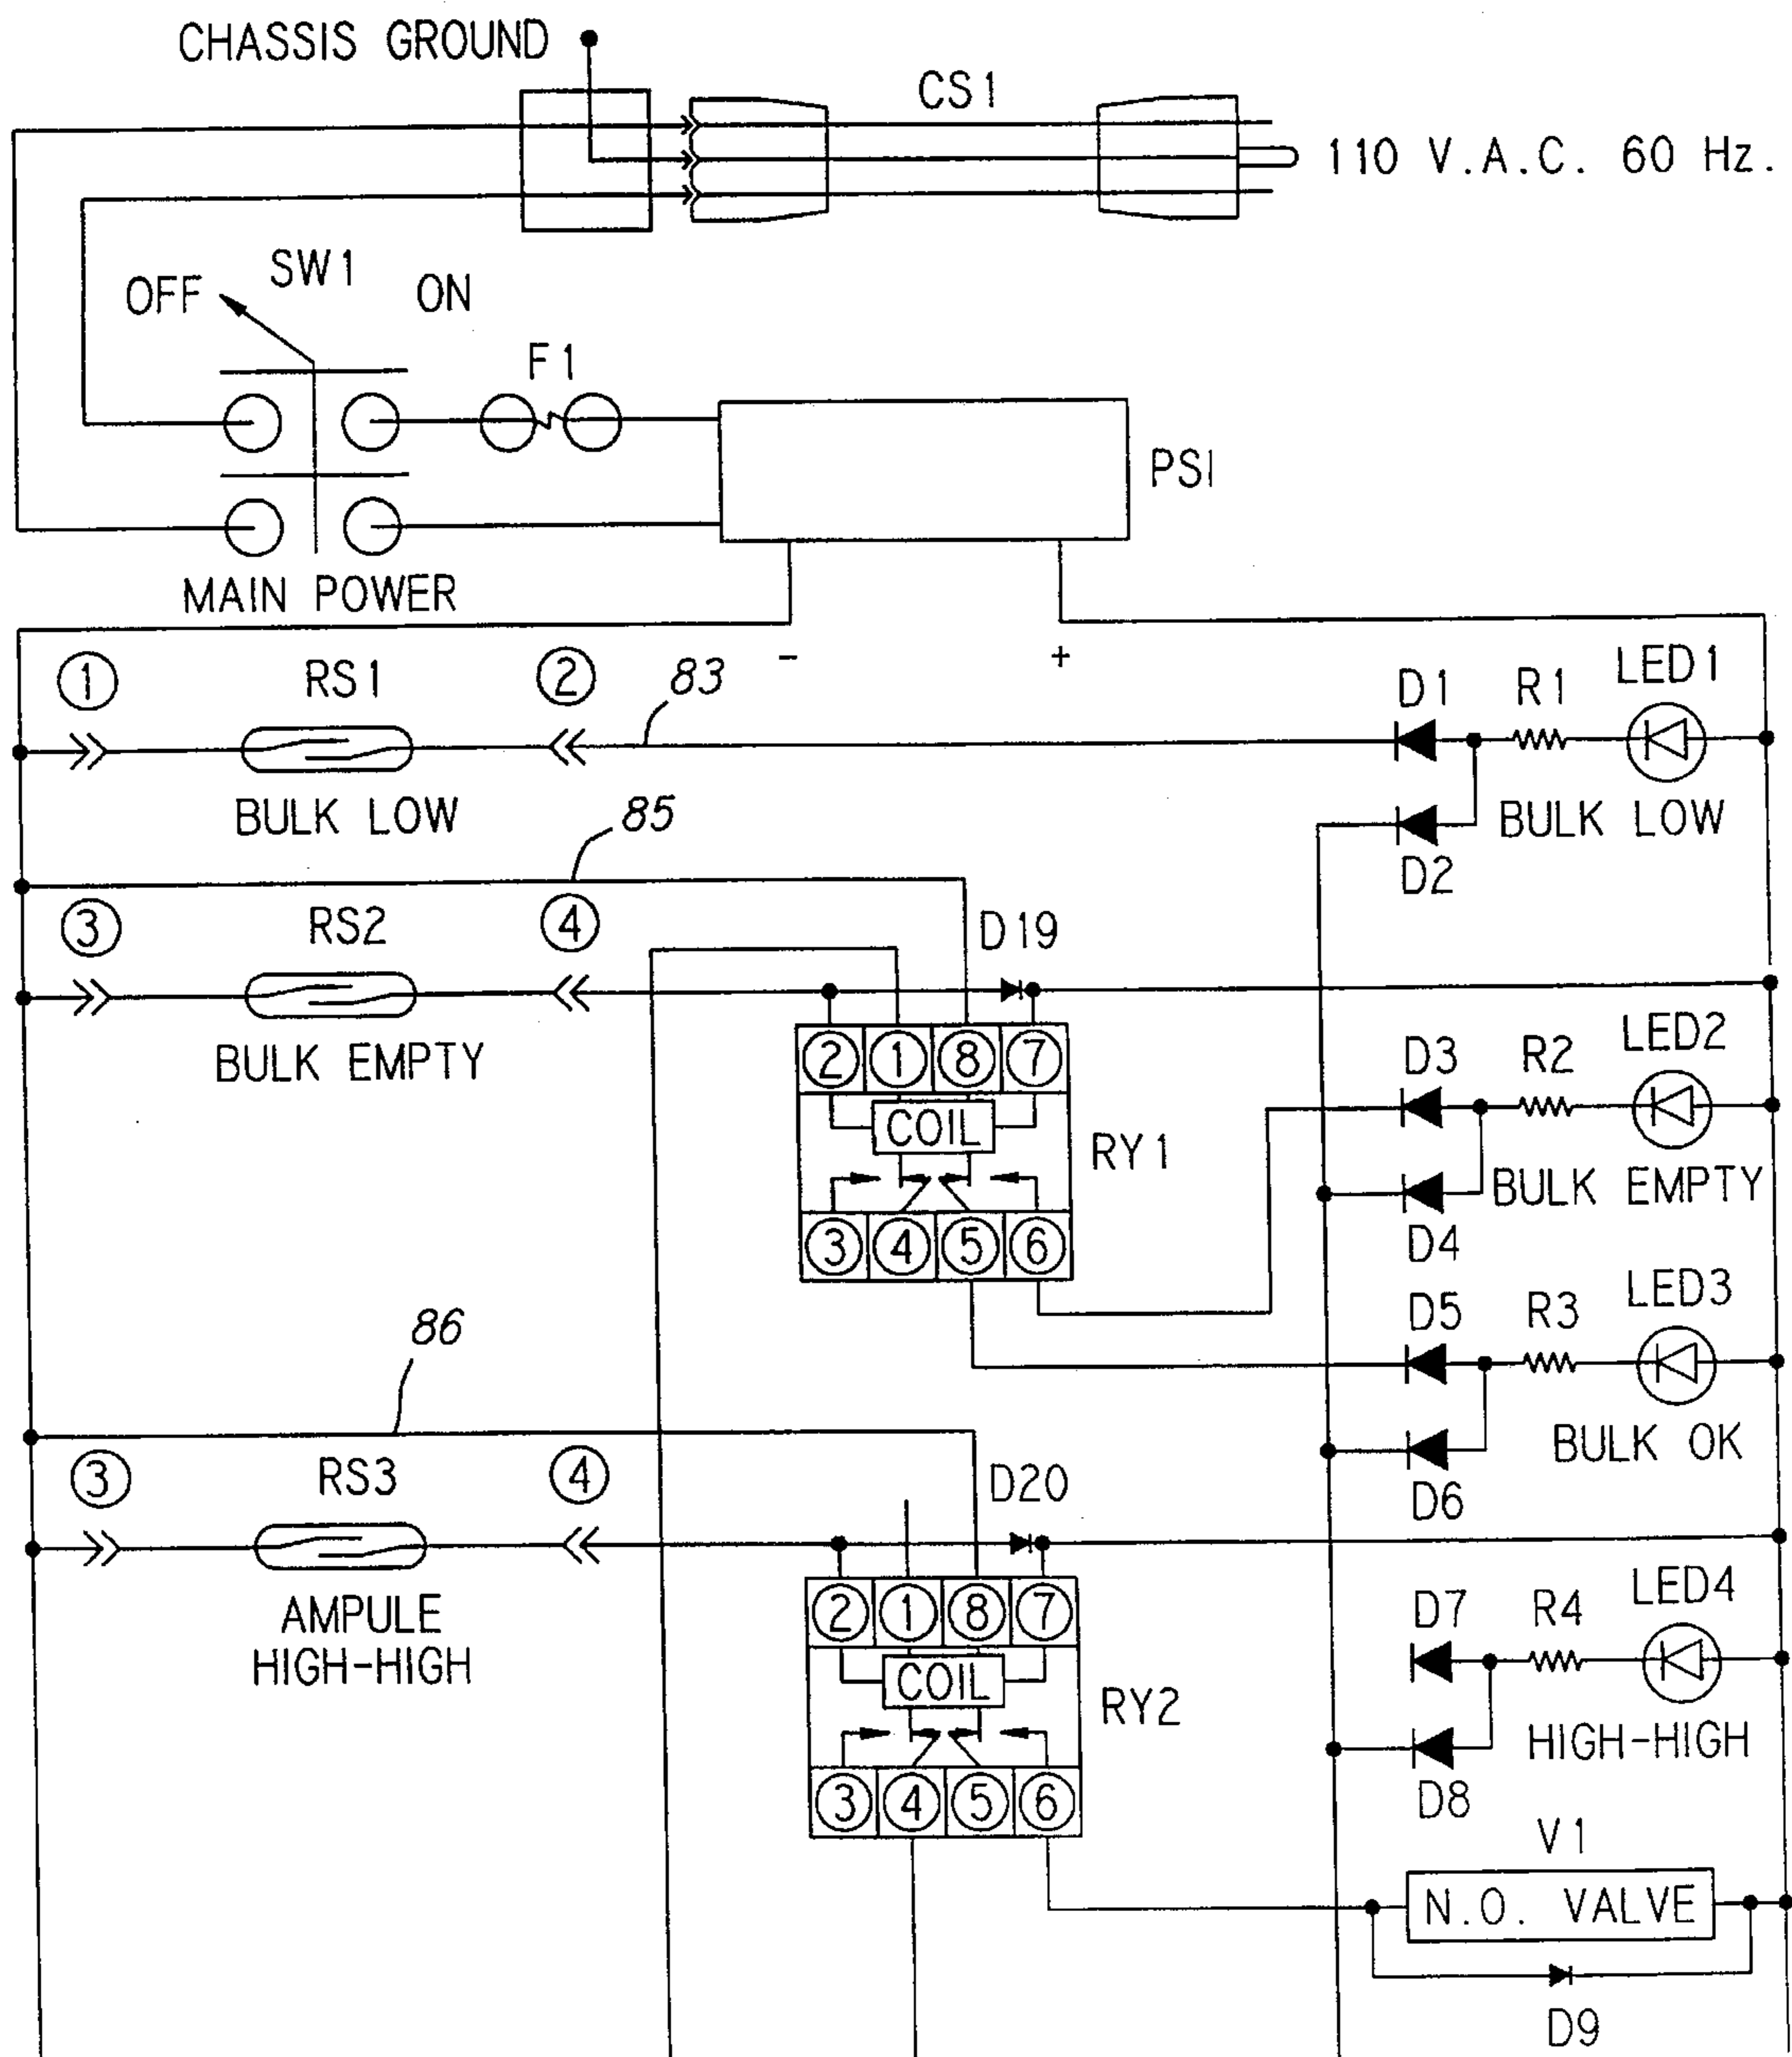 CHASSIS GROUND
CS1
110 V.A.C. 60 Hz.
OFF SW1 ON
F1
PSI
MAIN POWER
- +
1 RS1 2 83
D1 R1 LED1
BULK LOW
BULK LOW
D2
85
3 RS2 4
D19
BULK EMPTY
2 1 8 7
COIL
RY1
3 4 5 6
D3 R2 LED2
BULK EMPTY
D4
D5 R3 LED3
BULK OK
D6
86
3 RS3 4
D20
AMPULE
HIGH-HIGH
2 1 8 7
COIL
RY2
3 4 5 6
D7 R4 LED4
HIGH-HIGH
D8
V1
N.O. VALVE
D9